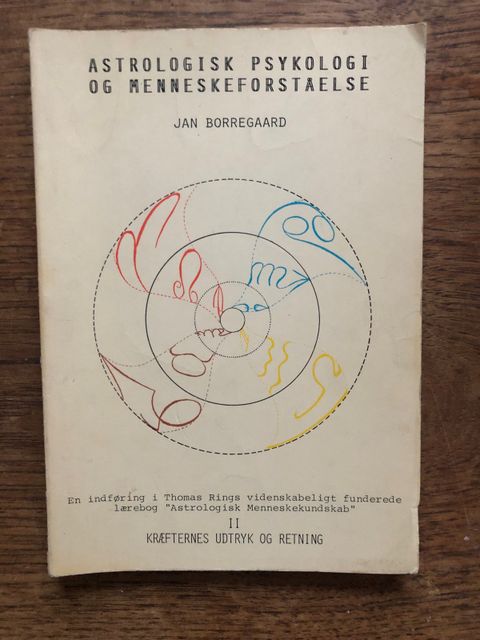 ASTROLOGISK PSYKOLOGI
OG MENNESKEFORSTAELSE
JAN BORREGAARD
En indføring i Thomas Rings videnskabeligt funderede
lærebog "Astrologisk Menneskekundskab"
II
KRÆFTERNES UDTRYK OG RETNING